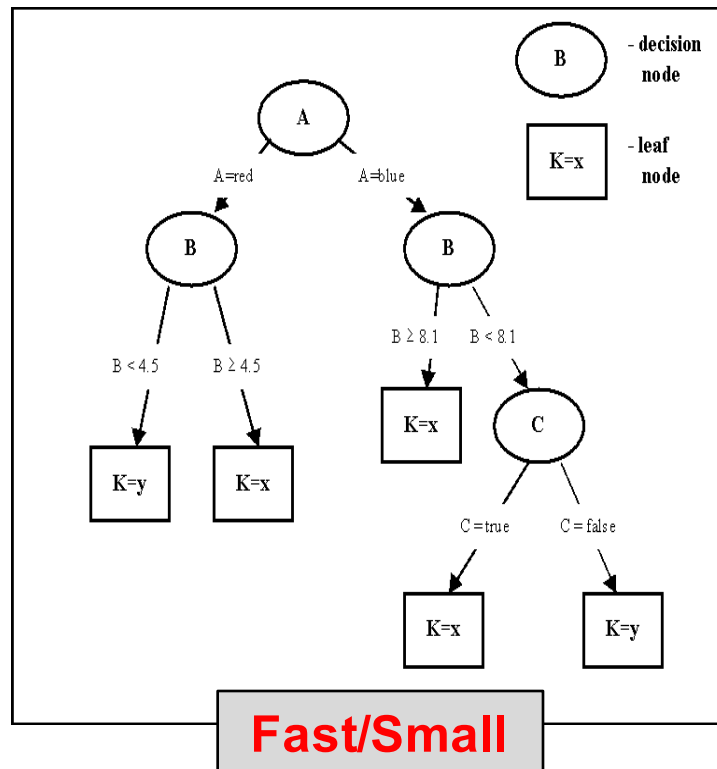 B
- decision
node
A
K=x
- leaf
node
A=red
A=blue
B
B
B < 4.5
B ≥ 4.5
B ≥ 8.1
B < 8.1
K=x
C
K=y
K=x
C = true
C = false
K=x
K=y
Fast/Small